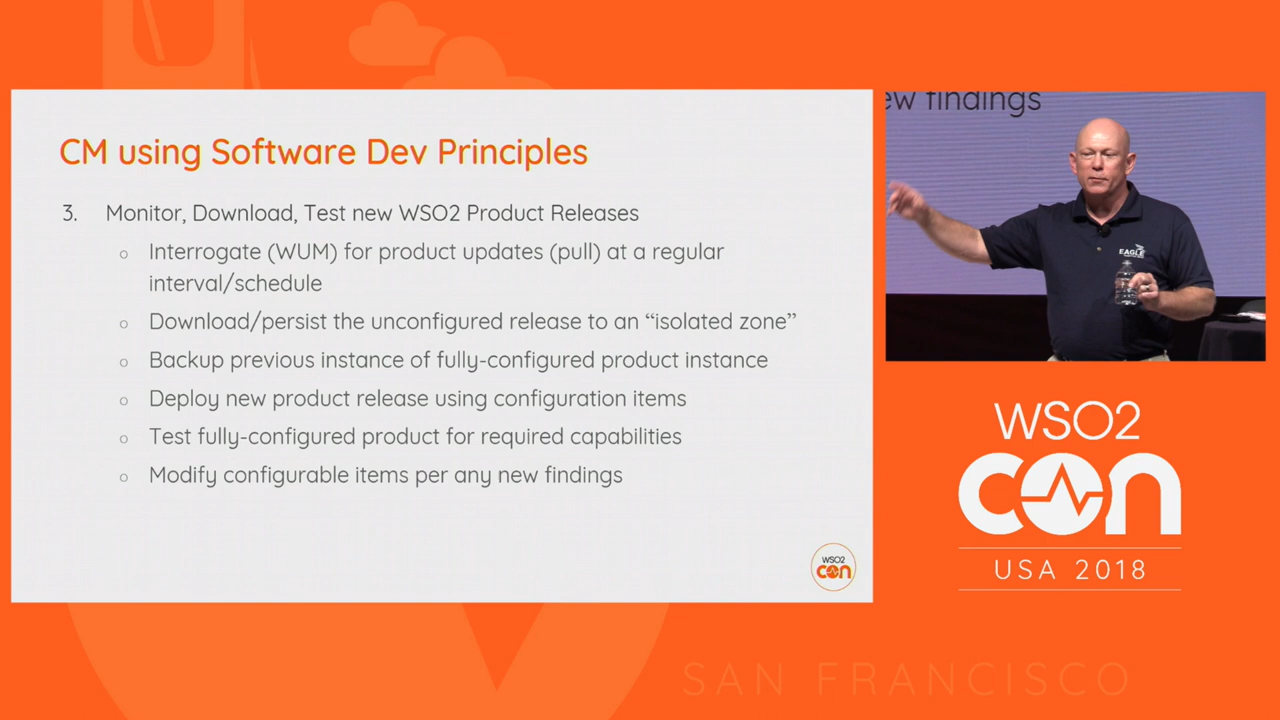 CM using Software Dev Principles
3. Monitor, Download, Test new WSO2 Product Releases
○ Interrogate (WUM) for product updates (pull) at a regular
interval/schedule
○ Download/persist the unconfigured release to an “isolated zone”
○ Backup previous instance of fully-configured product instance
○ Deploy new product release using configuration items
○ Test fully-configured product for required capabilities
○ Modify configurable items per any new findings
WSO2
con
ew findings
EAGLE
WSO2
con
USA 2018
SAN FRANCISCO